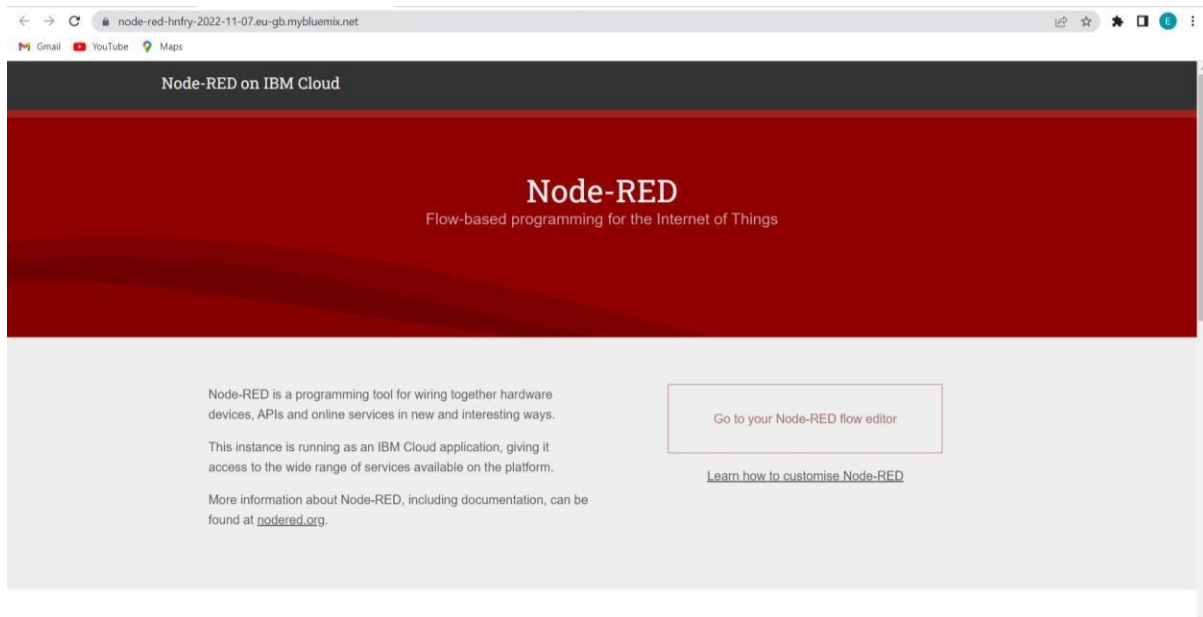 node-red-hnfry-2022-11-07.eu-gb.mybluemix.net
Gmail YouTube Maps
Node-RED on IBM Cloud
Node-RED
Flow-based programming for the Internet of Things
Node-RED is a programming tool for wiring together hardware
devices, APIs and online services in new and interesting ways.
This instance is running as an IBM Cloud application, giving it
access to the wide range of services available on the platform.
More information about Node-RED, including documentation, can be
found at nodered.org.
Go to your Node-RED flow editor
Learn how to customise Node-RED